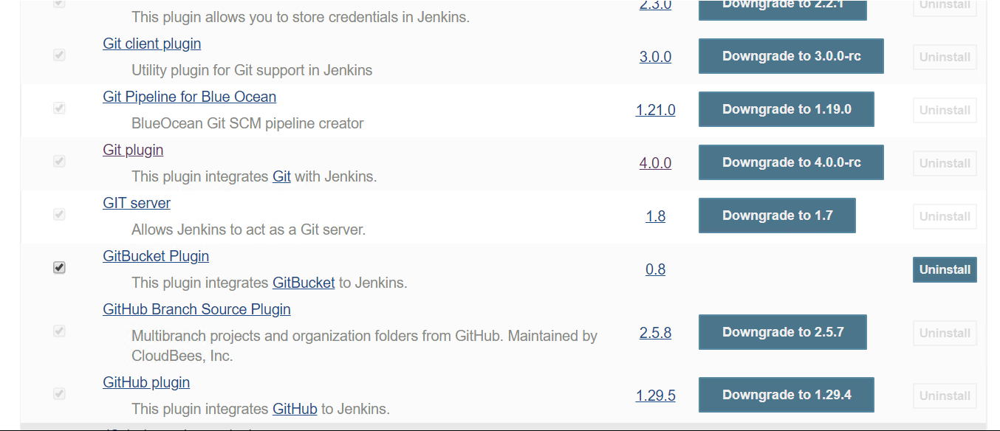 2.3.0 Downgrade to 2.2.1 Uninstall
This plugin allows you to store credentials in Jenkins.
Git client plugin
3.0.0 Downgrade to 3.0.0-rc Uninstall
Utility plugin for Git support in Jenkins
Git Pipeline for Blue Ocean
1.21.0 Downgrade to 1.19.0 Uninstall
BlueOcean Git SCM pipeline creator
Git plugin
4.0.0 Downgrade to 4.0.0-rc Uninstall
This plugin integrates Git with Jenkins.
GIT server
1.8 Downgrade to 1.7 Uninstall
Allows Jenkins to act as a Git server.
GitBucket Plugin
0.8 Uninstall
This plugin integrates GitBucket to Jenkins.
GitHub Branch Source Plugin
2.5.8 Downgrade to 2.5.7 Uninstall
Multibranch projects and organization folders from GitHub. Maintained by
CloudBees, Inc.
GitHub plugin
1.29.5 Downgrade to 1.29.4 Uninstall
This plugin integrates GitHub to Jenkins.